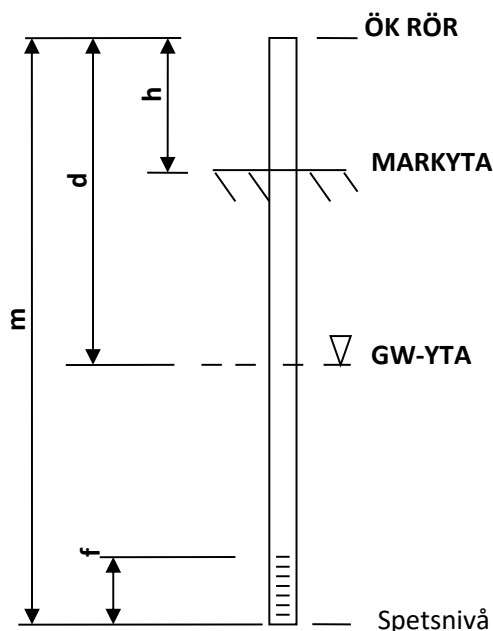 ÖK RÖR
h
MARKYTA
d
m
GW-YTA
f
Spetsnivå